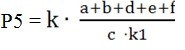 P5 = k · a+b+d+e+f / c ·k1